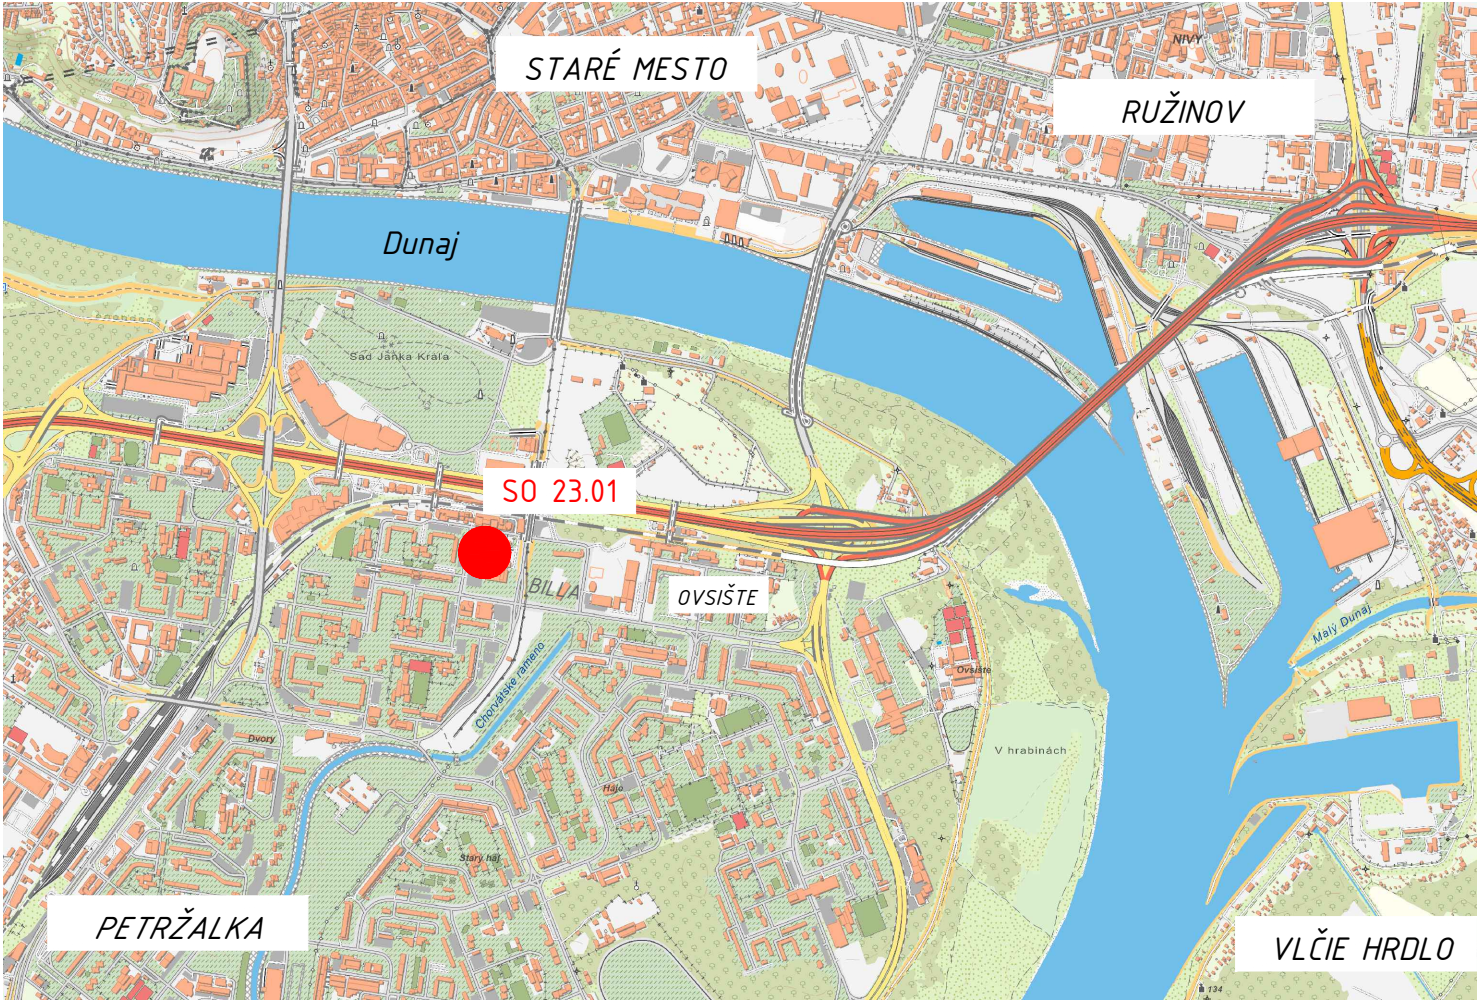 STARÉ MESTO
NIVY
RUŽINOV
Dunaj
Sad Janka Kráľa
SO 23.01
BILLA
OVSIŠTE
Malý Dunaj
Chorvátske rameno
Ovsište
Dvory
V hrabinách
Háje
Starý háj
PETRŽALKA
VLČIE HRDLO
134